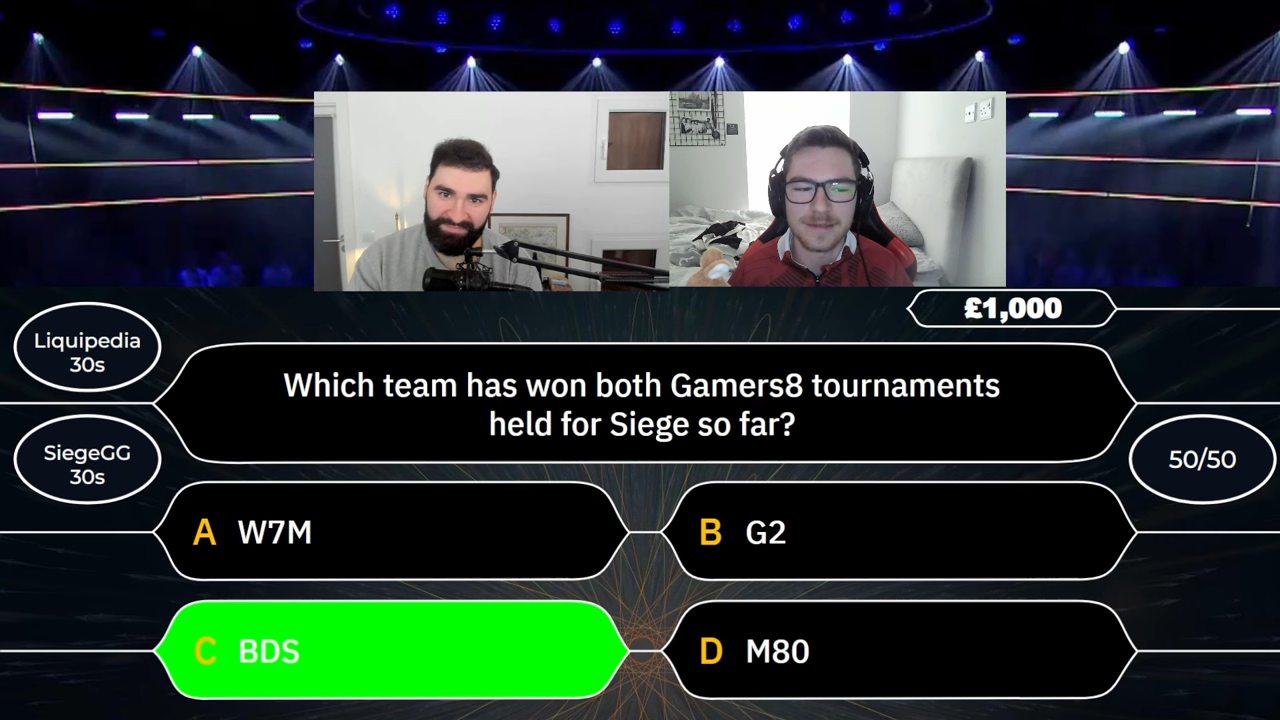 £1,000
Liquipedia
30s
Which team has won both Gamers8 tournaments
held for Siege so far?
SiegeGG
30s
50/50
A W7M
B G2
C BDS
D M80